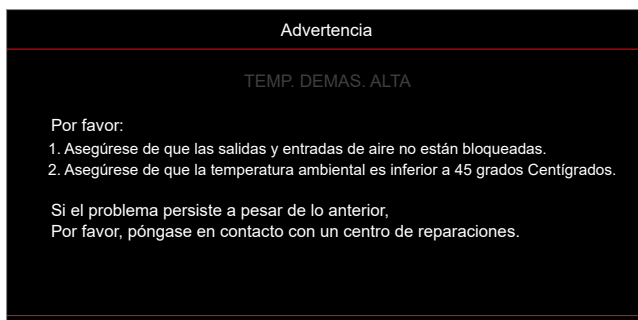 Advertencia
TEMP. DEMAS. ALTA
Por favor:
1. Asegúrese de que las salidas y entradas de aire no están bloqueadas.
2. Asegúrese de que la temperatura ambiental es inferior a 45 grados Centígrados.
Si el problema persiste a pesar de lo anterior,
Por favor, póngase en contacto con un centro de reparaciones.